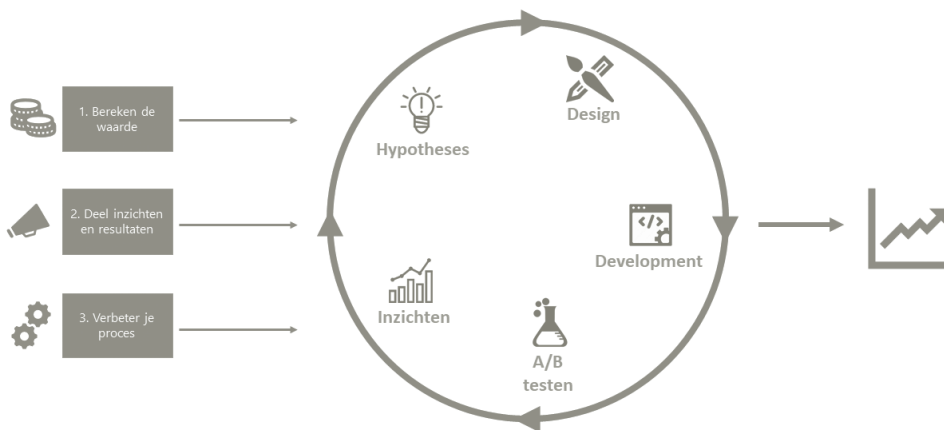 1. Bereken de
waarde
2. Deel inzichten
en resultaten
3. Verbeter je
proces
Hypotheses
Design
Development
A/B
testen
Inzichten